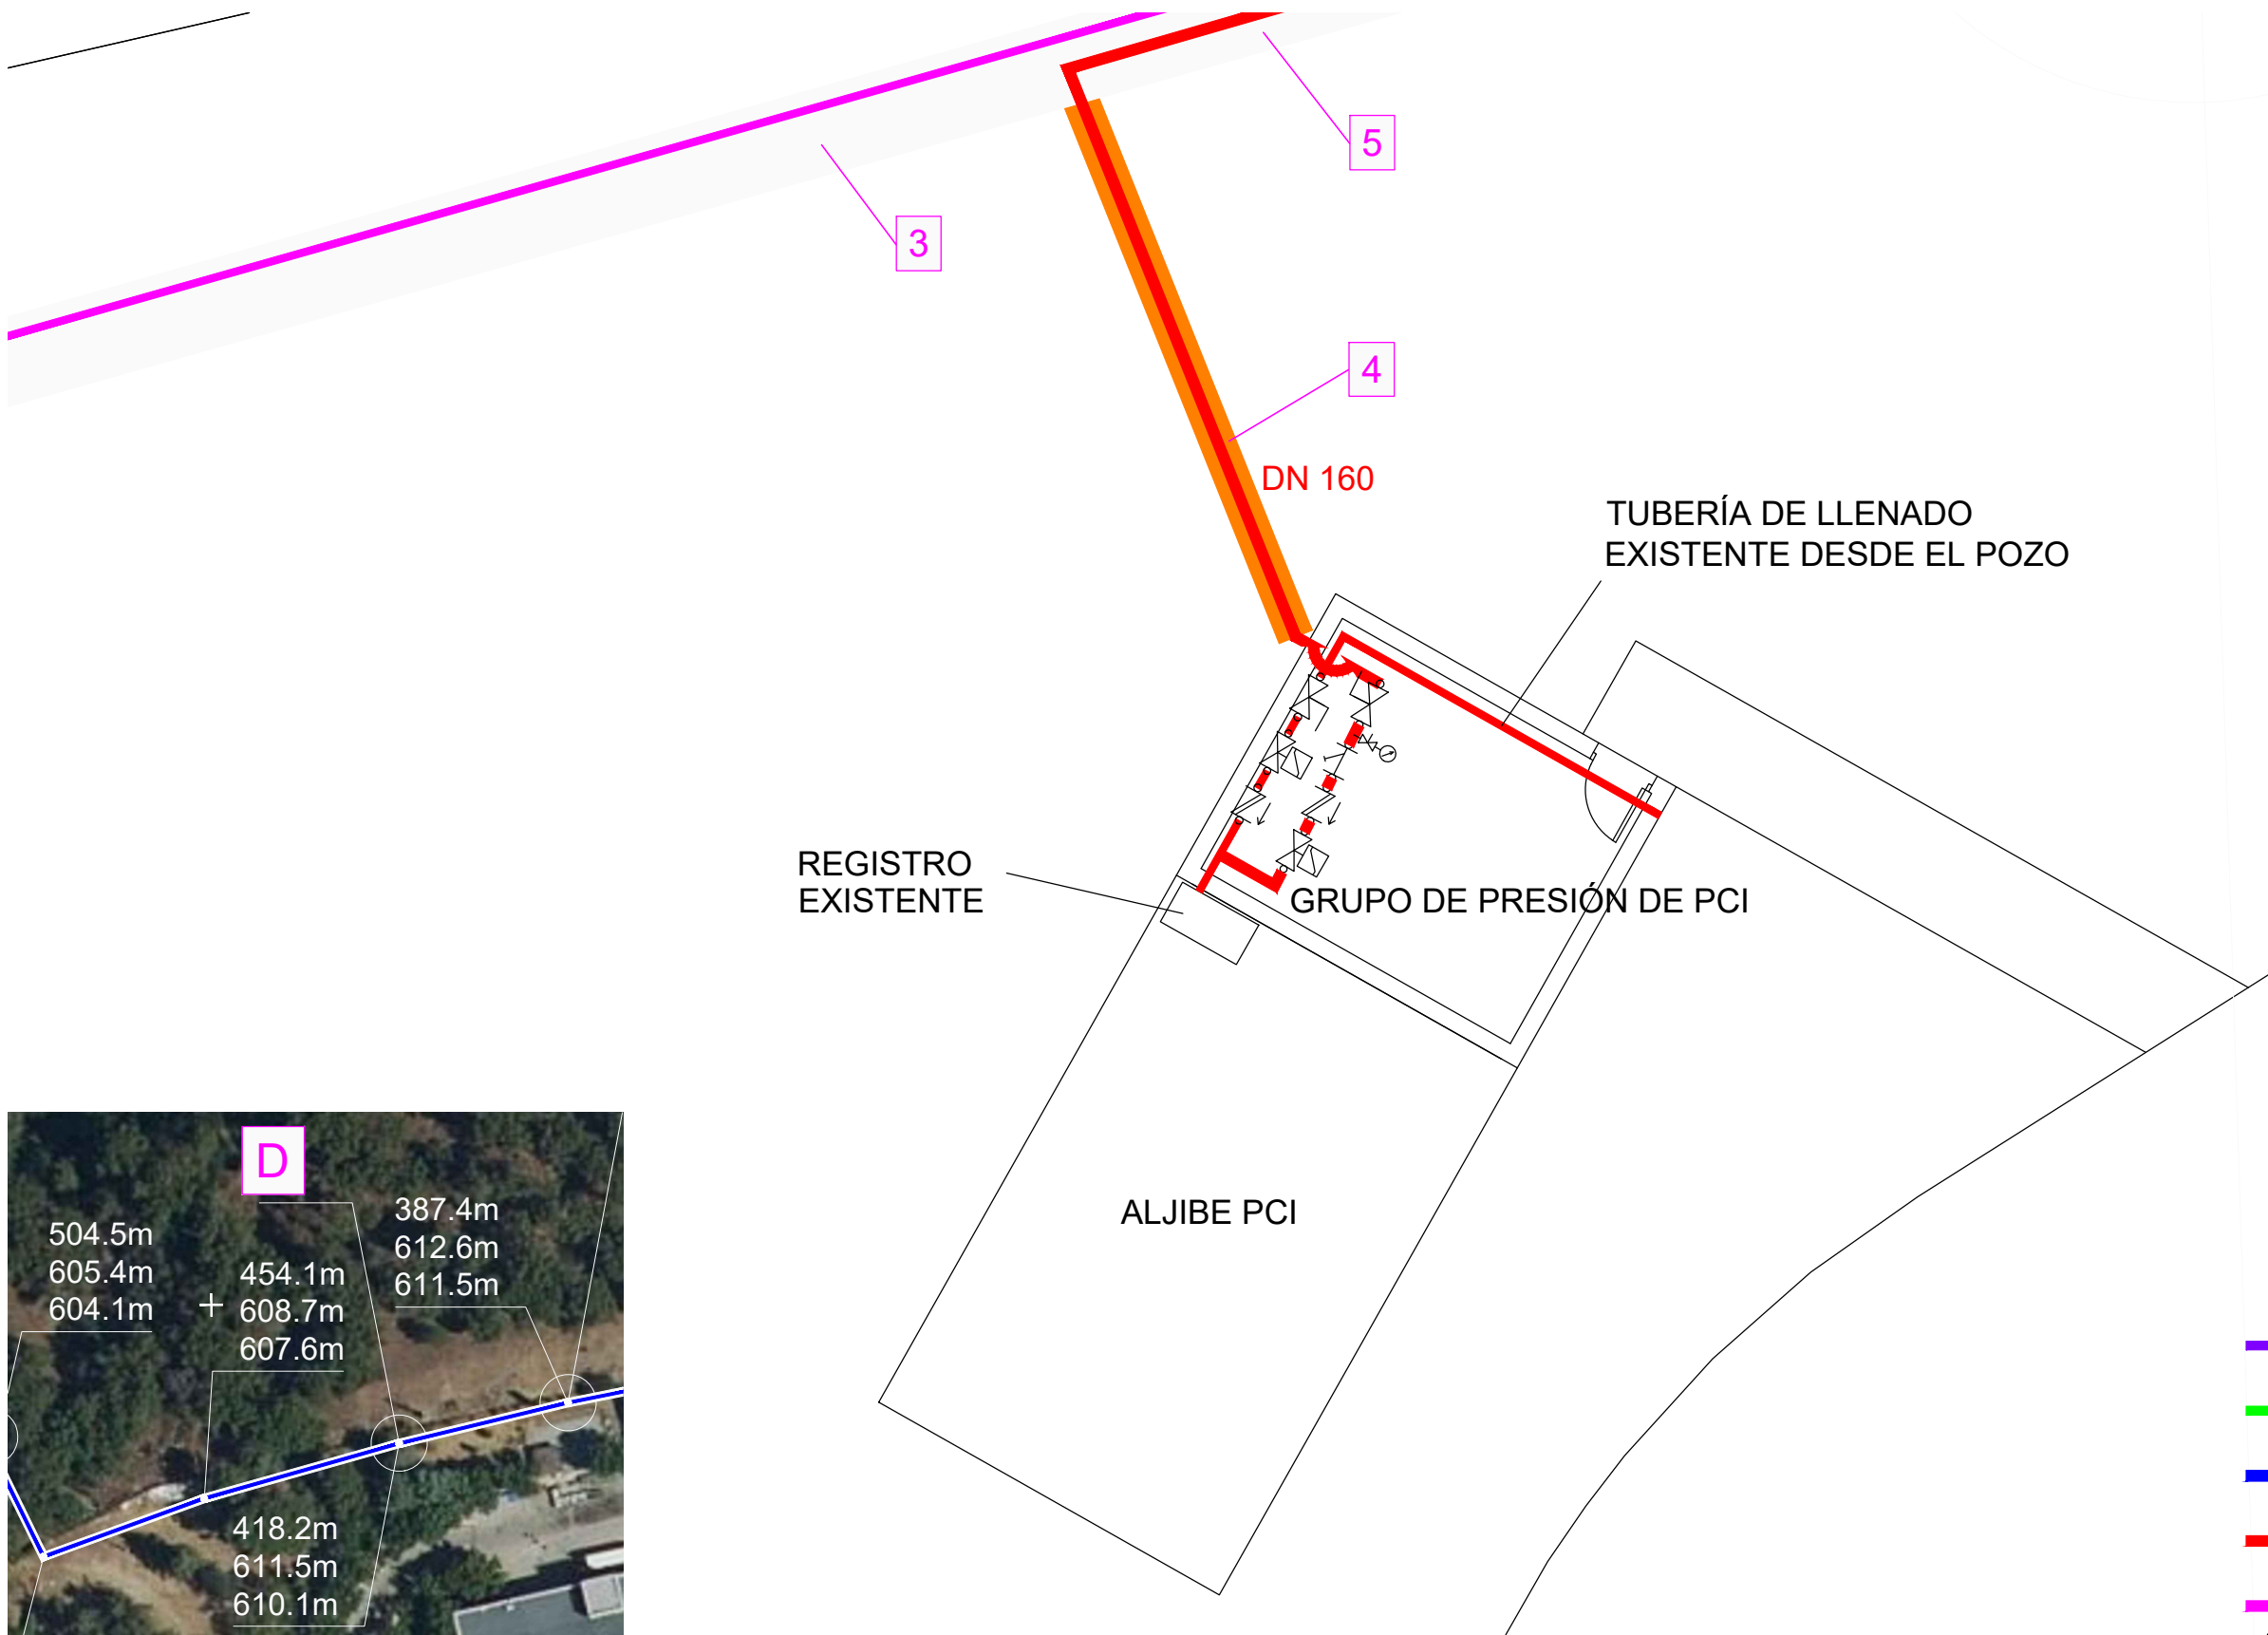 5
3
4
DN 160
TUBERÍA DE LLENADO
EXISTENTE DESDE EL POZO
REGISTRO
EXISTENTE
GRUPO DE PRESIÓN DE PCI
ALJIBE PCI
D
504.5m
605.4m
604.1m
454.1m
608.7m
607.6m
387.4m
612.6m
611.5m
418.2m
611.5m
610.1m